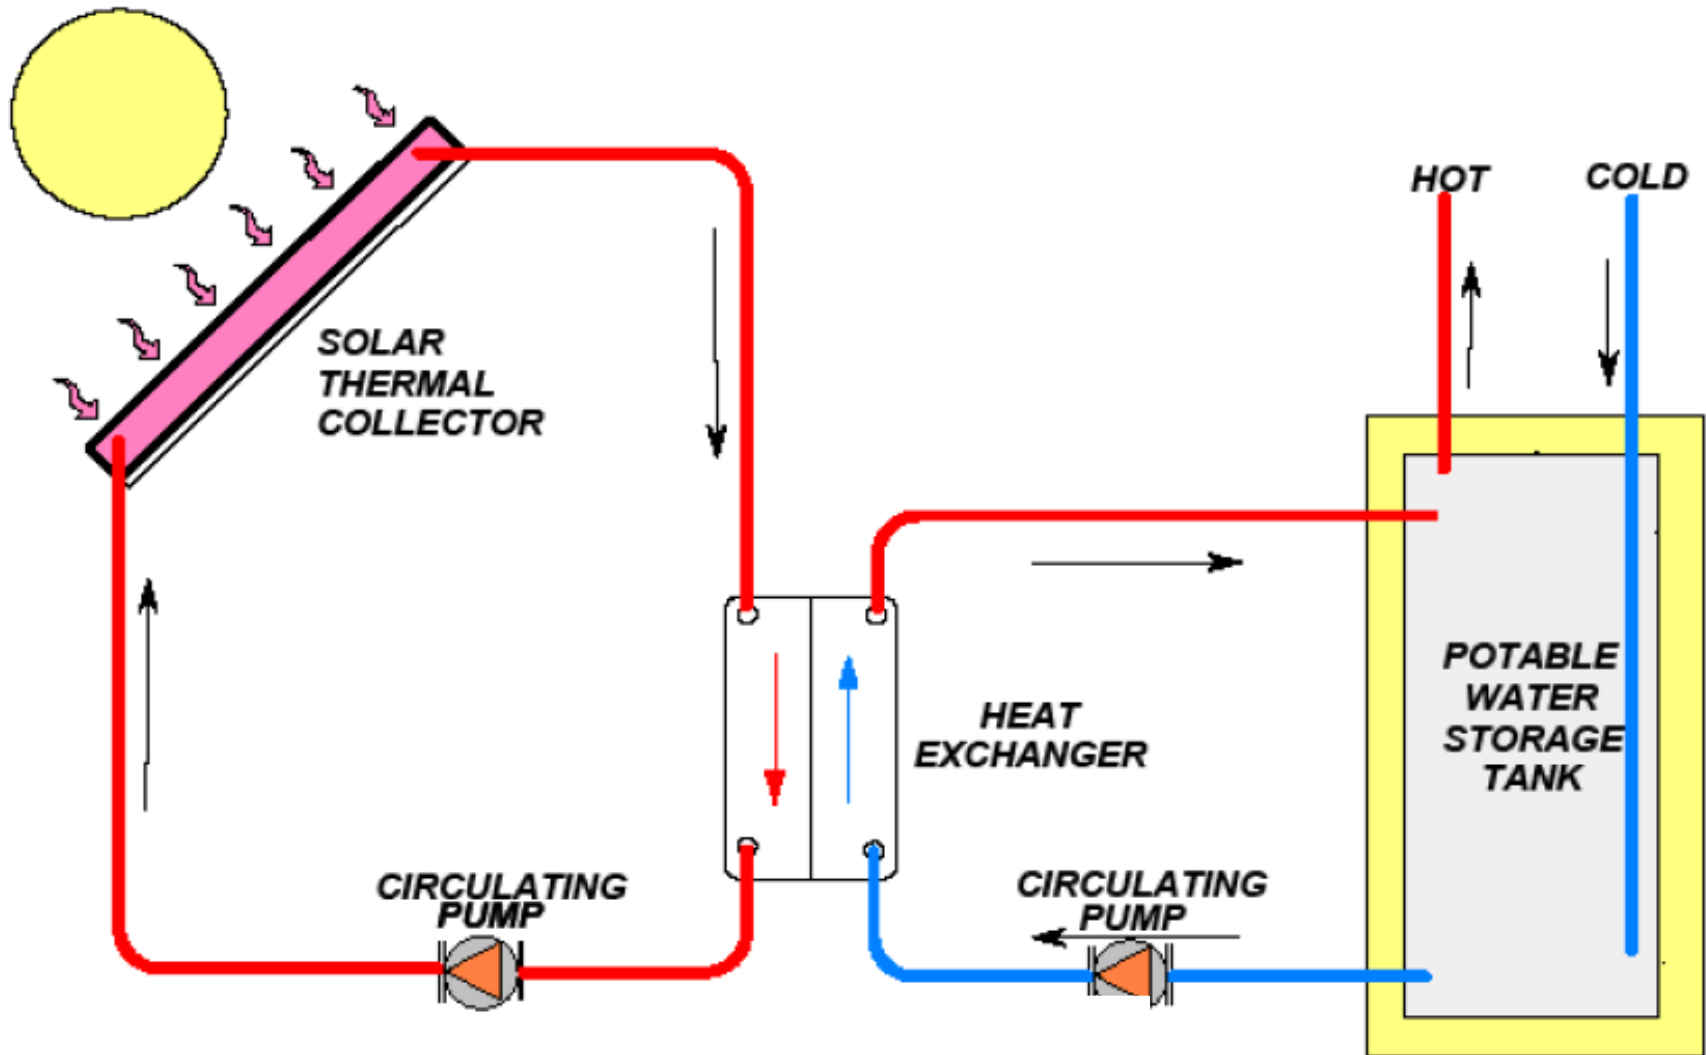 HOT
COLD
SOLAR
THERMAL
COLLECTOR
POTABLE
WATER
STORAGE
TANK
HEAT
EXCHANGER
CIRCULATING
PUMP
CIRCULATING
PUMP